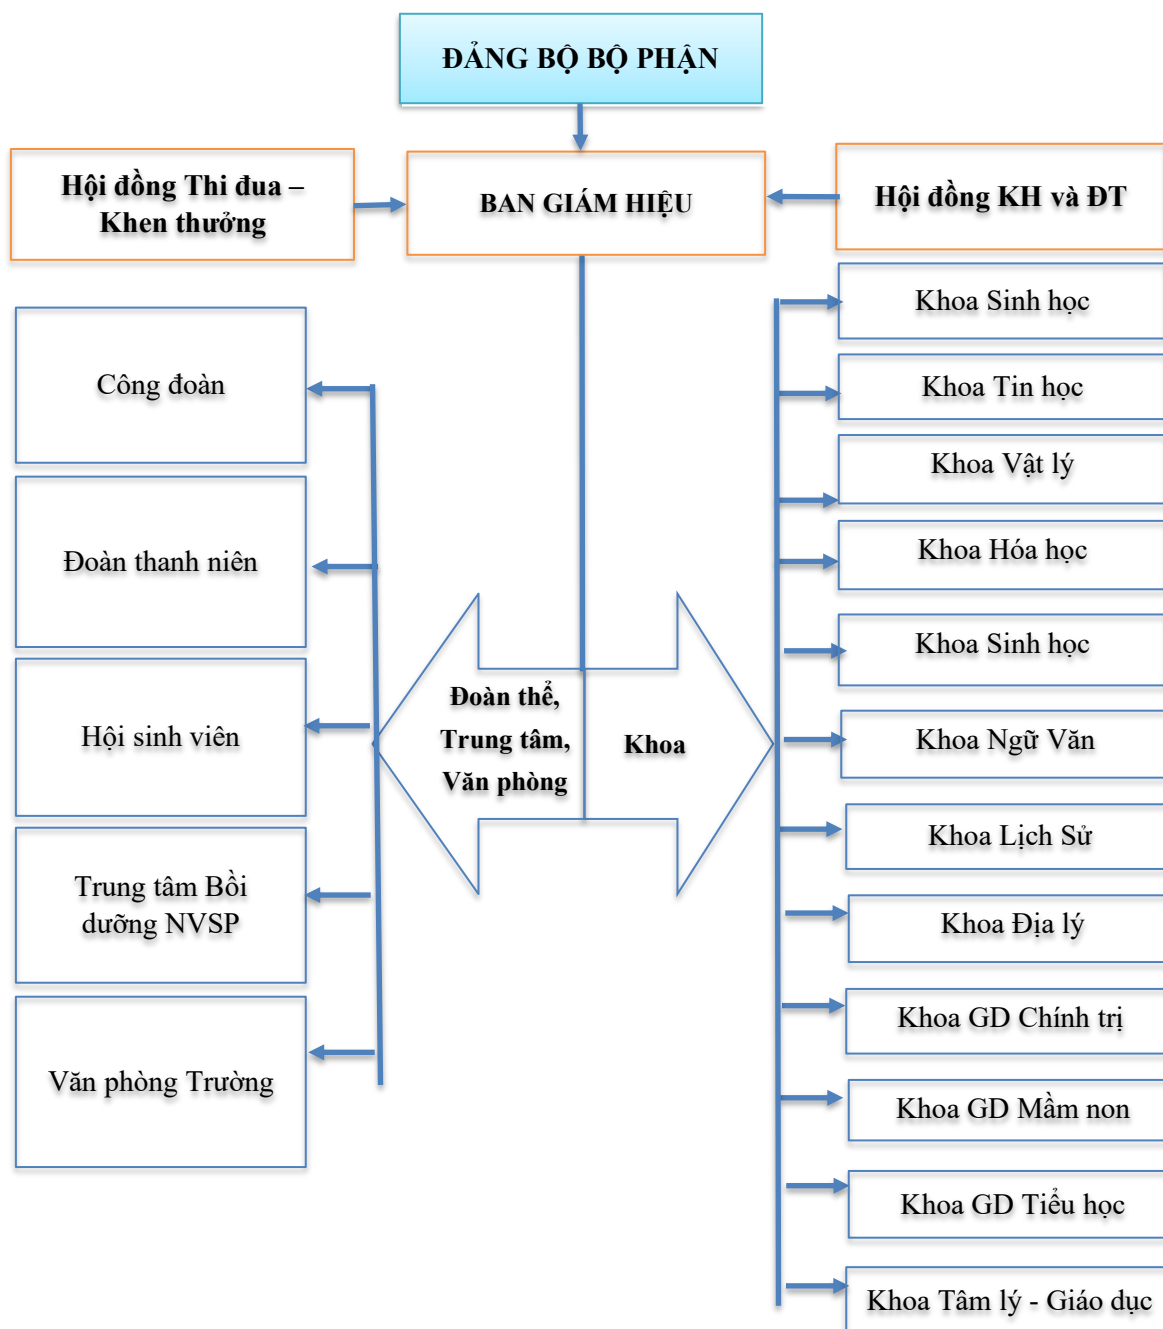 ĐẢNG BỘ BỘ PHẬN
Hội đồng Thi đua –
Khen thưởng
BAN GIÁM HIỆU
Hội đồng KH và ĐT
Công đoàn
Đoàn thanh niên
Hội sinh viên
Trung tâm Bồi
dưỡng NVSP
Văn phòng Trường
Đoàn thể,
Trung tâm,
Văn phòng
Khoa
Khoa Sinh học
Khoa Tin học
Khoa Vật lý
Khoa Hóa học
Khoa Sinh học
Khoa Ngữ Văn
Khoa Lịch Sử
Khoa Địa lý
Khoa GD Chính trị
Khoa GD Mầm non
Khoa GD Tiểu học
Khoa Tâm lý - Giáo dục